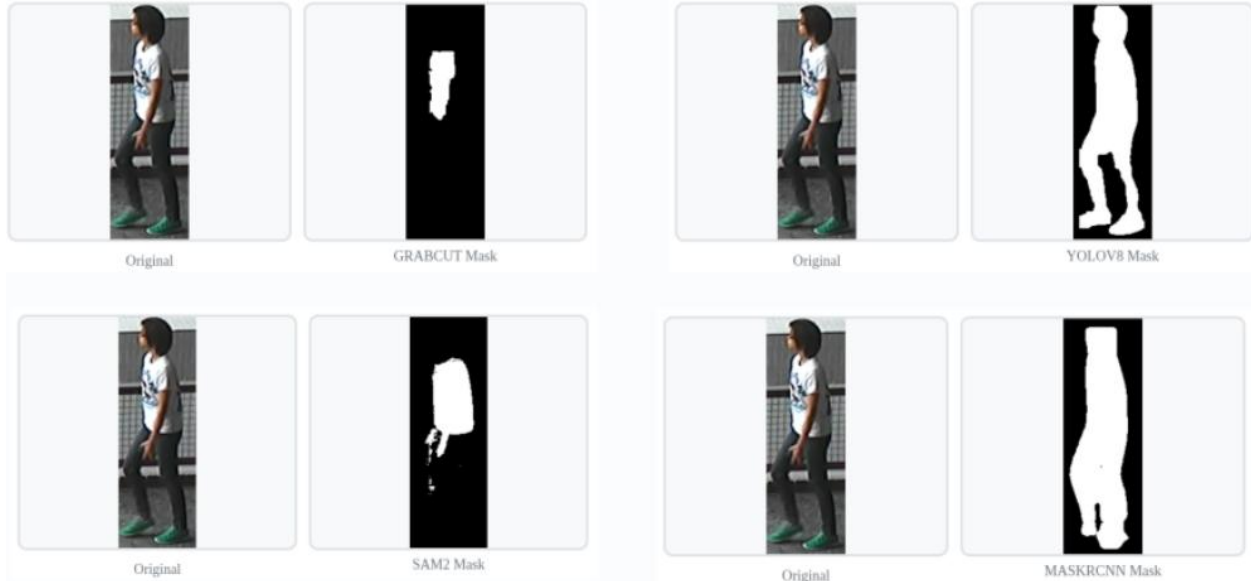 Original
GRABCUT Mask
Original
YOLOV8 Mask
Original
SAM2 Mask
Original
MASKRCNN Mask